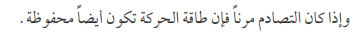 وإذا كان التصادم مرناً فإن طاقة الحركة تكون أيضاً محفوظة .